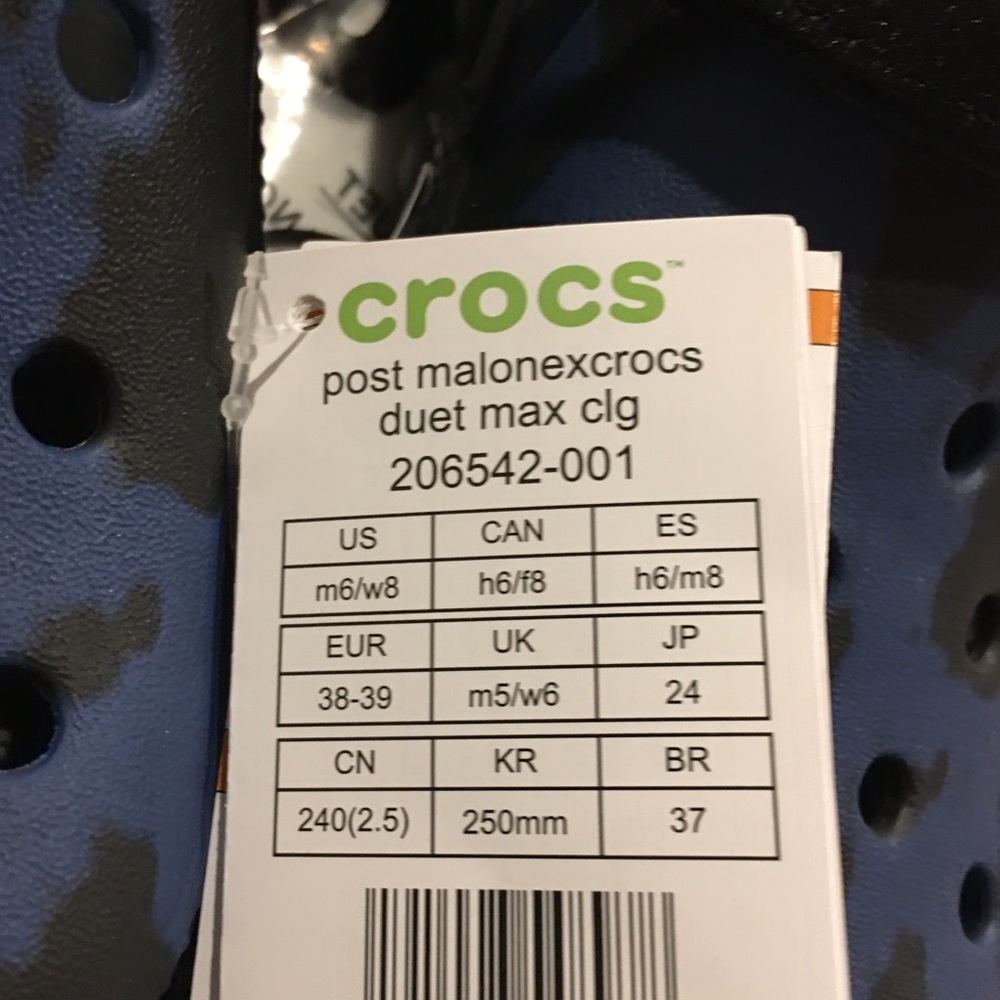 crocs™
post malonexcrocs
duet max clg
206542-001
US CAN ES
m6/w8 h6/f8 h6/m8
EUR UK JP
38-39 m5/w6 24
CN KR BR
240(2.5) 250mm 37